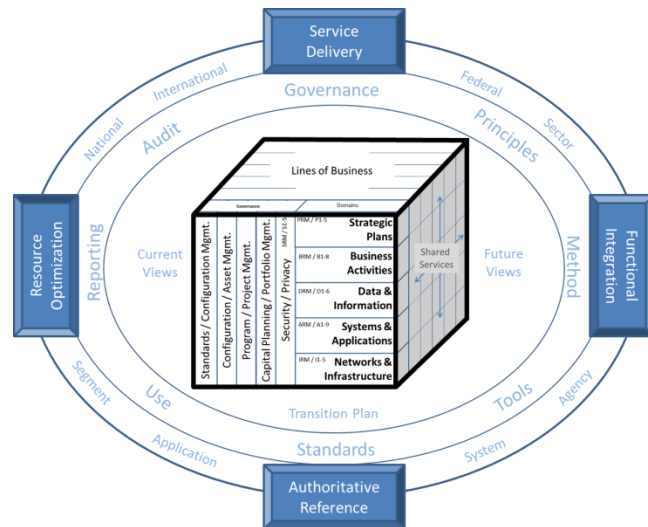 Service
Delivery
International
Federal
Governance
National
Sector
Audit
Principles
Lines of Business
Governance
Domains
Resource
Optimization
Reporting
Current
Views
Standards / Configuration Mgmt.
Configuration / Asset Mgmt.
Program / Project Mgmt.
Capital Planning / Portfolio Mgmt.
Security / Privacy
SRM / S1-5
PRM / P1-5
Strategic
Plans
BRM / B1-8
Business
Activities
DRM / D1-6
Data &
Information
ARM / A1-9
Systems &
Applications
IRM / I1-5
Networks &
Infrastructure
Shared
Services
Future
Views
Method
Functional
Integration
Segment
Use
Transition Plan
Tools
Agency
Application
Standards
System
Authoritative
Reference